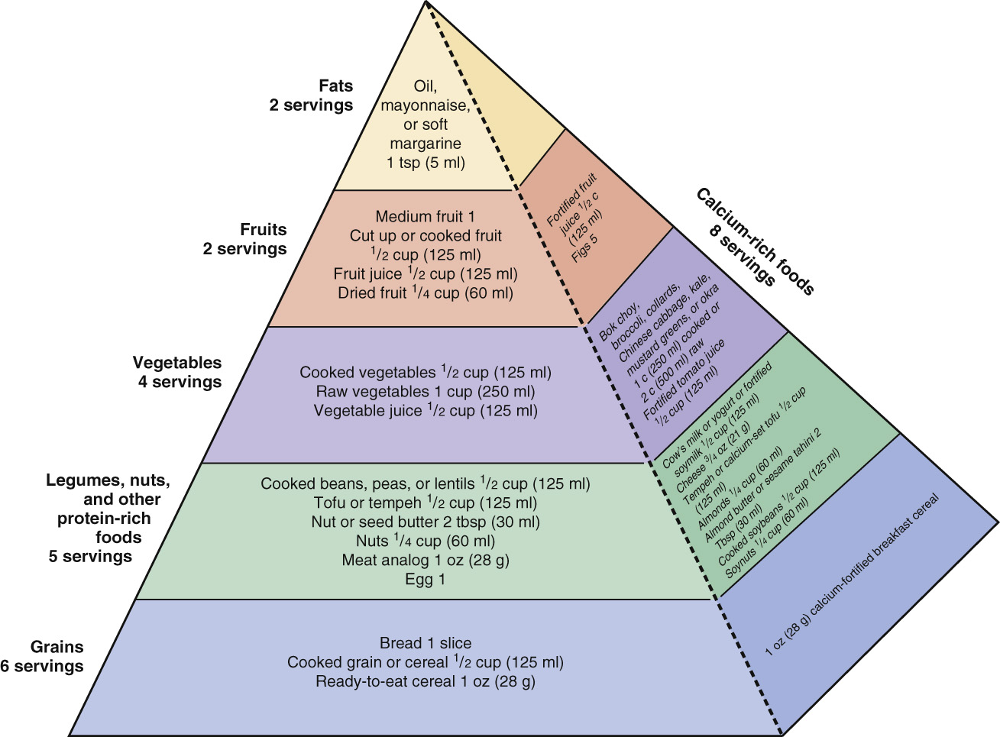 Fats
2 servings
Oil,
mayonnaise,
or soft
margarine
1 tsp (5 ml)
Fruits
2 servings
Medium fruit 1
Cut up or cooked fruit
1/2 cup (125 ml)
Fruit juice 1/2 cup (125 ml)
Dried fruit 1/4 cup (60 ml)
Vegetables
4 servings
Cooked vegetables 1/2 cup (125 ml)
Raw vegetables 1 cup (250 ml)
Vegetable juice 1/2 cup (125 ml)
Legumes, nuts,
and other
protein-rich
foods
5 servings
Cooked beans, peas, or lentils 1/2 cup (125 ml)
Tofu or tempeh 1/2 cup (125 ml)
Nut or seed butter 2 tbsp (30 ml)
Nuts 1/4 cup (60 ml)
Meat analog 1 oz (28 g)
Egg 1
Grains
6 servings
Bread 1 slice
Cooked grain or cereal 1/2 cup (125 ml)
Ready-to-eat cereal 1 oz (28 g)
Calcium-rich foods
8 servings
Fortified fruit
juice 1/2 c
(125 ml)
Figs 5
Bok choy,
broccoli, collards,
Chinese cabbage, kale,
mustard greens, or okra
1 c (250 ml) cooked or
2 c (500 ml) raw
Fortified tomato juice
1/2 cup (125 ml)
Cow's milk or yogurt or fortified
soymilk 1/2 cup (125 ml)
Cheese 3/4 oz (21 g)
Tempeh or calcium-set tofu 1/2 cup
(125 ml)
Almonds 1/4 cup (60 ml)
Almond butter or sesame tahini 2
Tbsp (30 ml)
Cooked soybeans 1/2 cup (125 ml)
Soynuts 1/4 cup (60 ml)
1 oz (28 g) calcium-fortified breakfast cereal